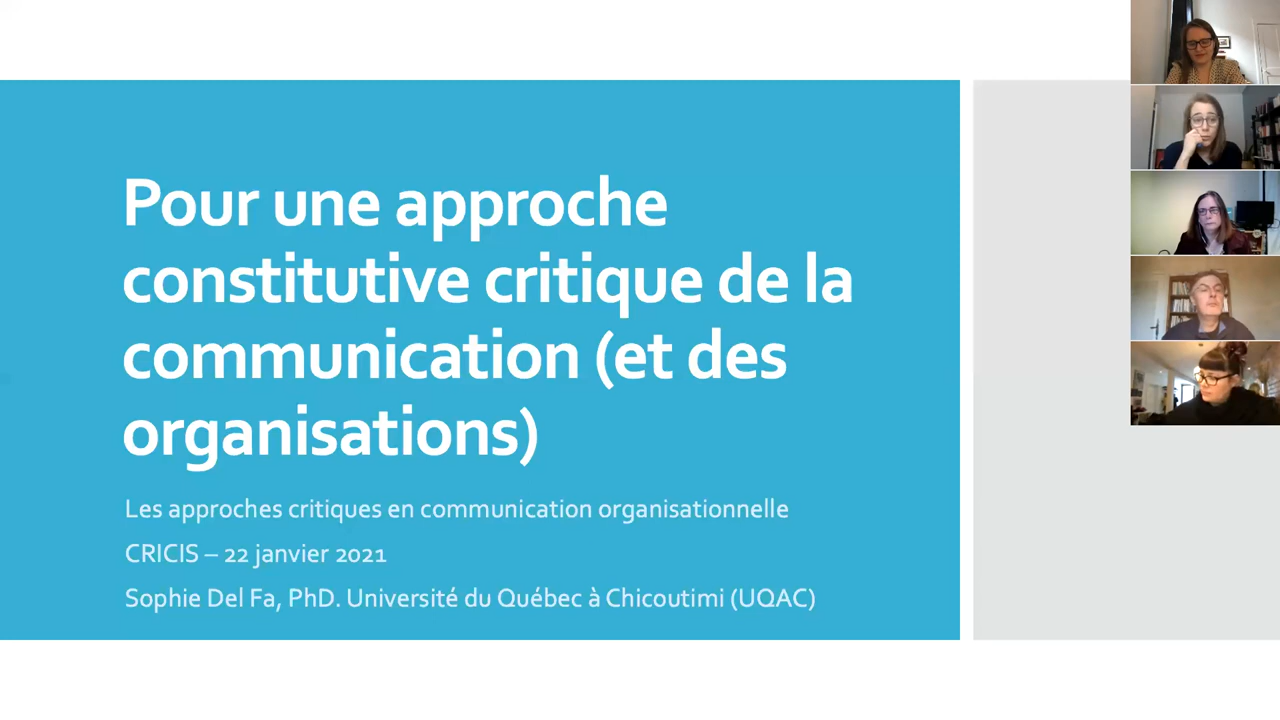 Pour une approche
constitutive critique de la
communication (et des
organisations)
Les approches critiques en communication organisationnelle
CRICIS – 22 janvier 2021
Sophie Del Fa, PhD. Université du Québec à Chicoutimi (UQAC)